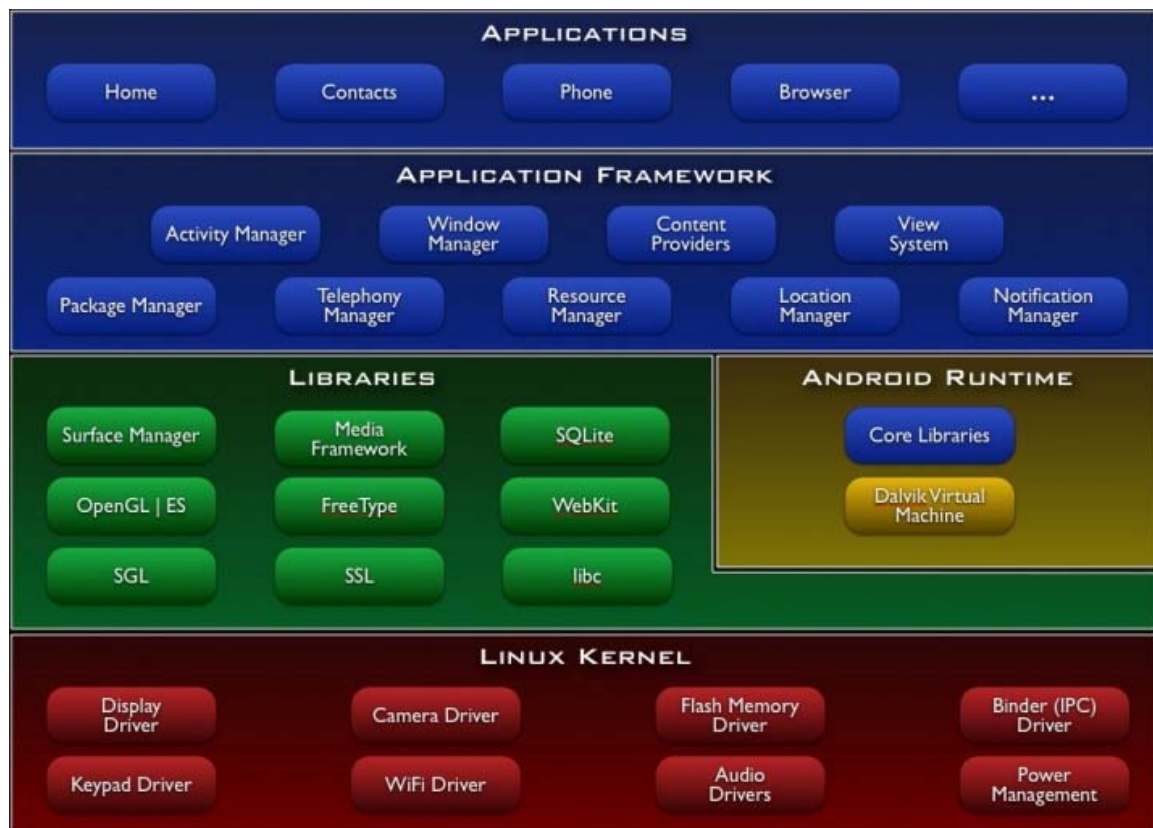 APPLICATIONS
Home
Contacts
Phone
Browser
...
APPLICATION FRAMEWORK
Activity Manager
Window
Manager
Content
Providers
View
System
Package Manager
Telephony
Manager
Resource
Manager
Location
Manager
Notification
Manager
LIBRARIES
Surface Manager
Media
Framework
SQLite
OpenGL | ES
FreeType
WebKit
SGL
SSL
libc
ANDROID RUNTIME
Core Libraries
Dalvik Virtual
Machine
LINUX KERNEL
Display
Driver
Camera Driver
Flash Memory
Driver
Binder (IPC)
Driver
Keypad Driver
WiFi Driver
Audio
Drivers
Power
Management